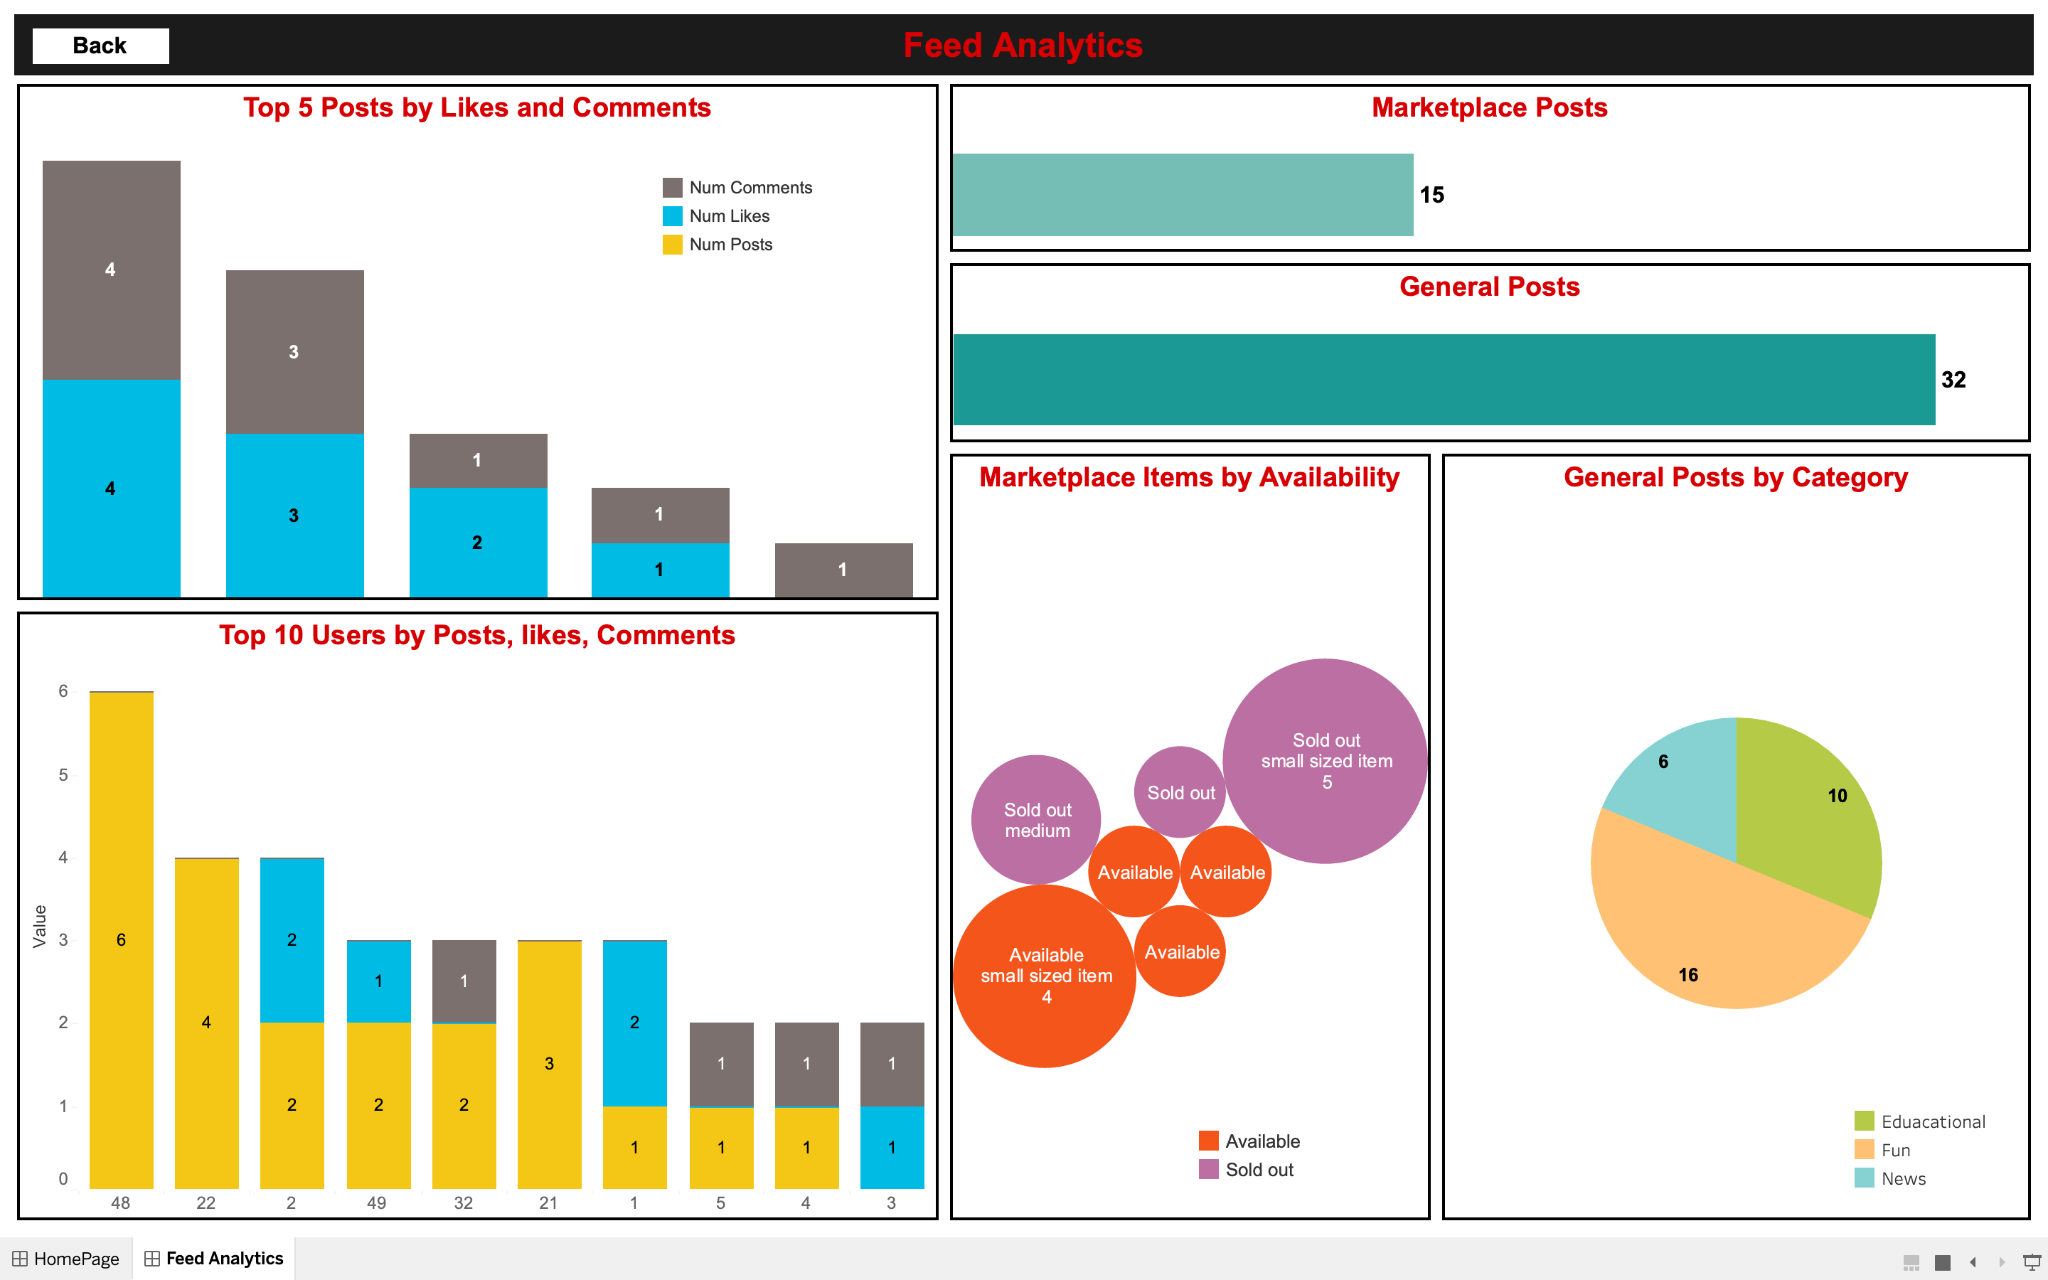 Back
Feed Analytics
Top 5 Posts by Likes and Comments
Num Comments
Num Likes
Num Posts
4
3
1
1
1
4
3
2
1
Marketplace Posts
15
General Posts
32
Top 10 Users by Posts, likes, Comments
Value
6
5
4
3
2
1
0
6
4
2
2
1
2
1
2
3
2
1
1
1
1
1
1
1
48
22
2
49
32
21
1
5
4
3
Marketplace Items by Availability
Sold out
small sized item
5
Sold out
Sold out
medium
Available
Available
Available
Available
small sized item
4
Available
Sold out
General Posts by Category
6
10
16
Eduacational
Fun
News
HomePage
Feed Analytics